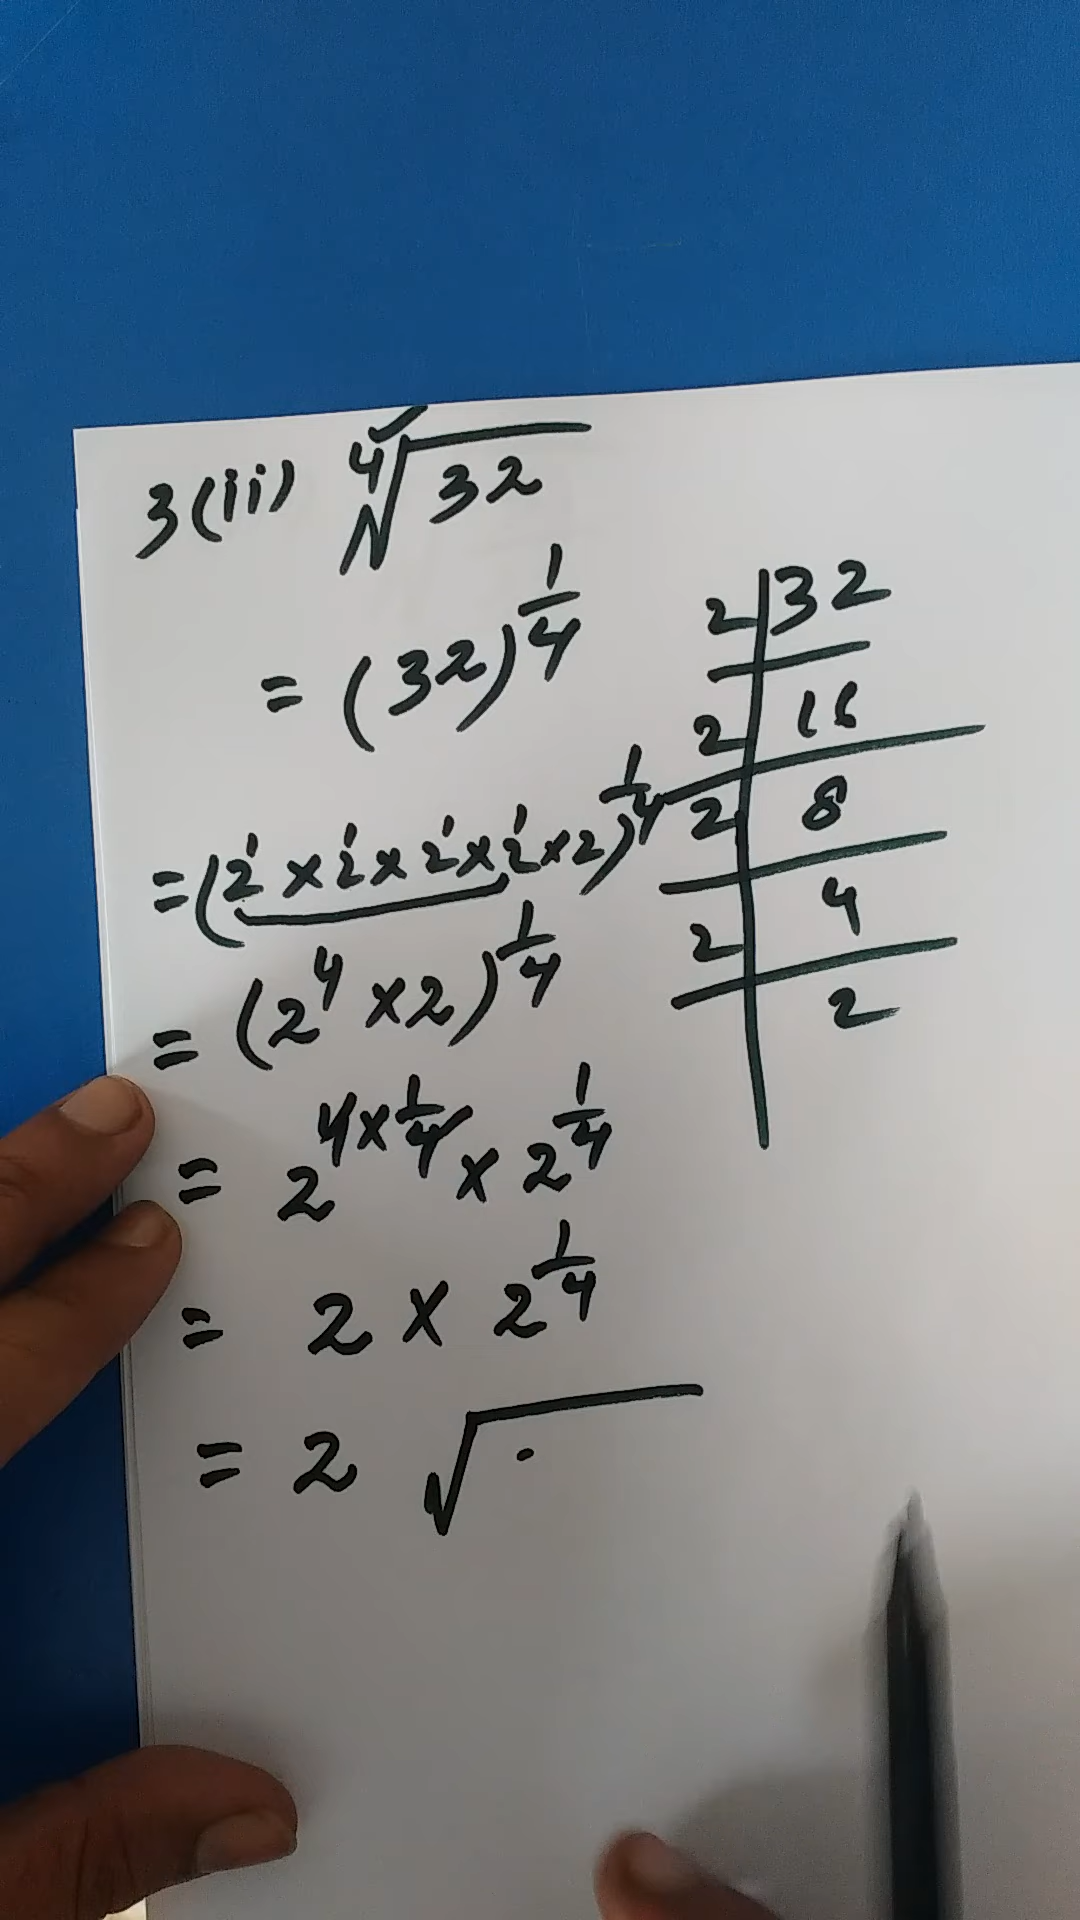 3(ii) ∜32
= (32)^1/4
= (2 × 2 × 2 × 2 × 2)^1/4
= (2^4 × 2)^1/4
= 2^4×1/4 × 2^1/4
= 2 × 2^1/4
= 2 √
2 | 32
2 | 16
2 | 8
2 | 4
| 2